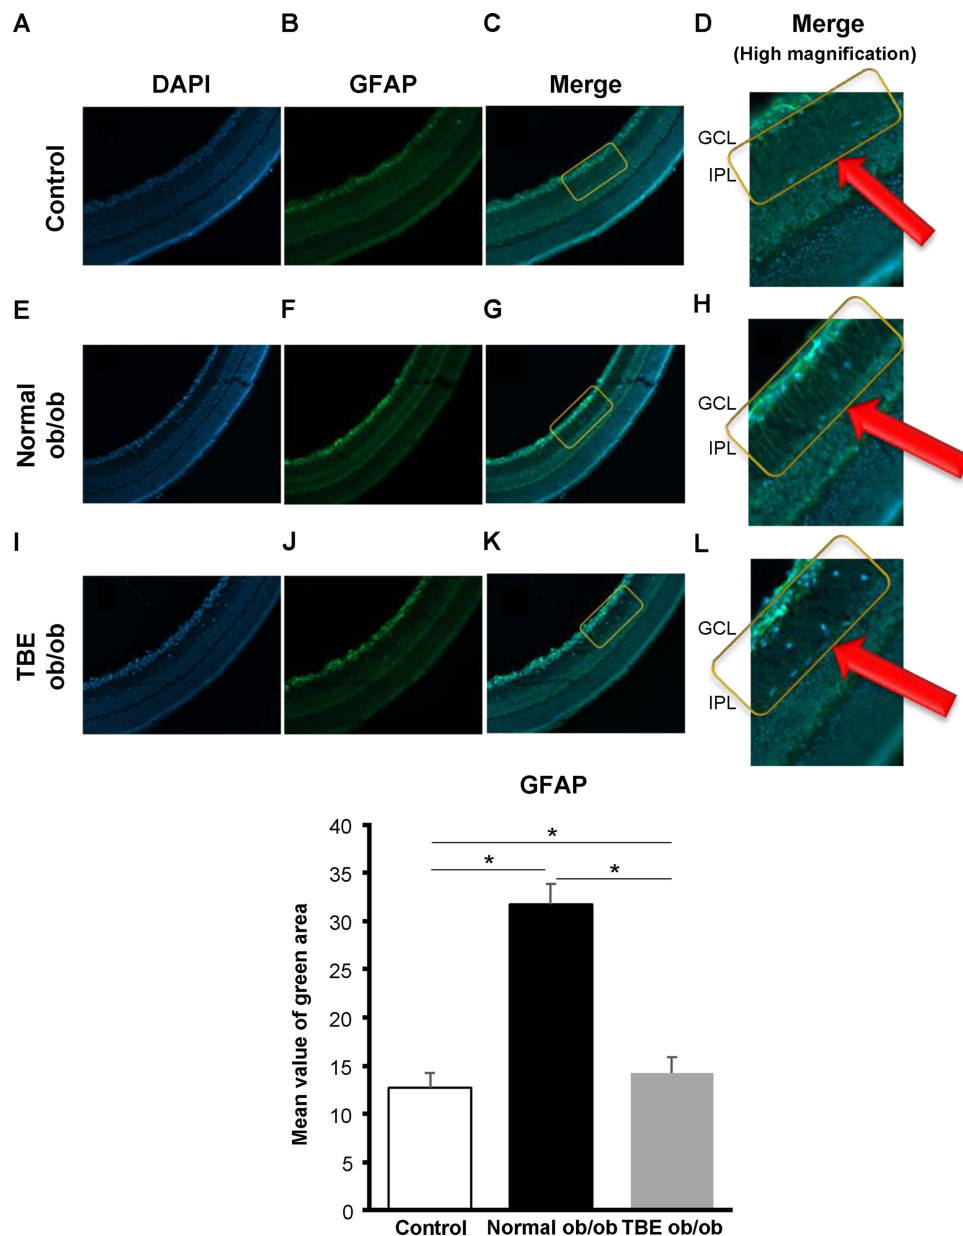 A B C D Merge
(High magnification)
DAPI GFAP Merge
Control
GCL
IPL
E F G H
Normal
ob/ob
GCL
IPL
I J K L
TBE
ob/ob
GCL
IPL
GFAP
Mean value of green area
40
35
30
25
20
15
10
5
0
*
*
*
Control Normal ob/ob TBE ob/ob